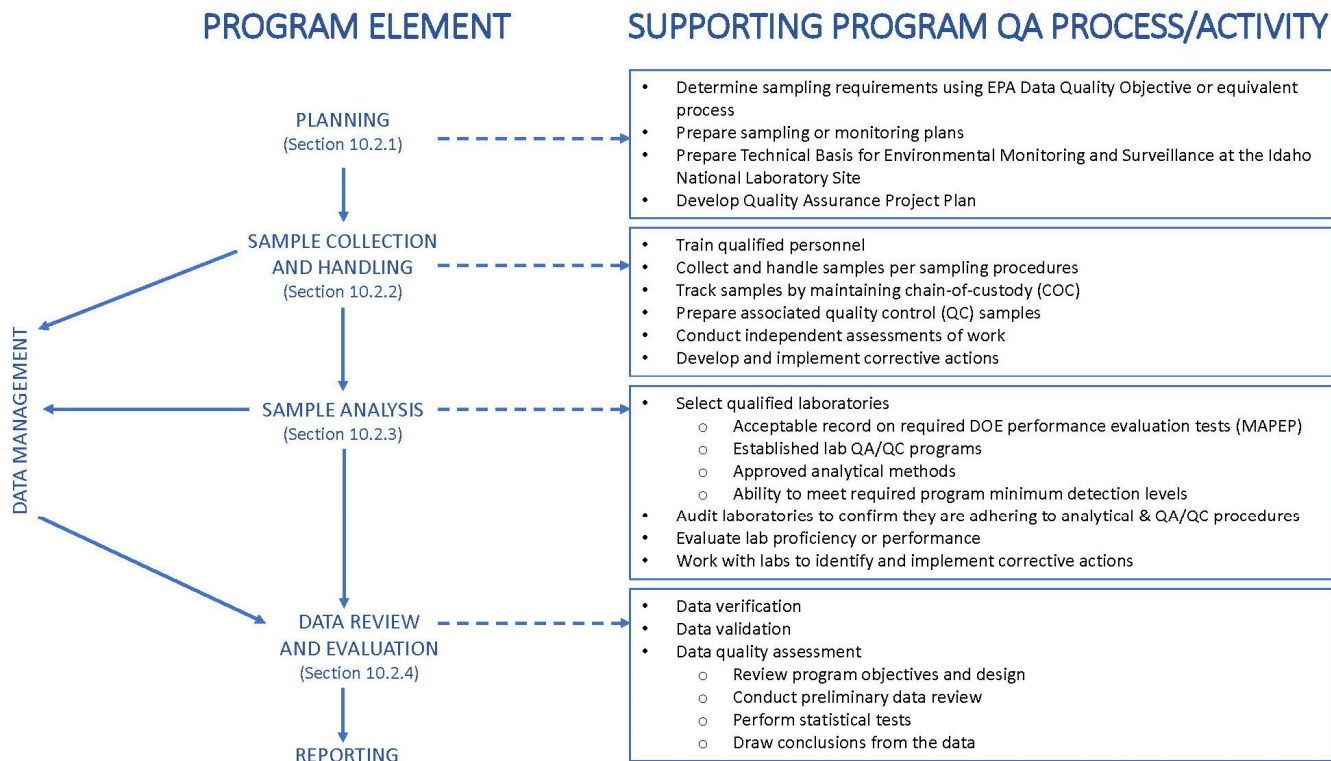 PROGRAM ELEMENT
SUPPORTING PROGRAM QA PROCESS/ACTIVITY
PLANNING
(Section 10.2.1)
• Determine sampling requirements using EPA Data Quality Objective or equivalent
process
• Prepare sampling or monitoring plans
• Prepare Technical Basis for Environmental Monitoring and Surveillance at the Idaho
National Laboratory Site
• Develop Quality Assurance Project Plan
SAMPLE COLLECTION
AND HANDLING
(Section 10.2.2)
• Train qualified personnel
• Collect and handle samples per sampling procedures
• Track samples by maintaining chain-of-custody (COC)
• Prepare associated quality control (QC) samples
• Conduct independent assessments of work
• Develop and implement corrective actions
DATA MANAGEMENT
SAMPLE ANALYSIS
(Section 10.2.3)
• Select qualified laboratories
o Acceptable record on required DOE performance evaluation tests (MAPEP)
o Established lab QA/QC programs
o Approved analytical methods
o Ability to meet required program minimum detection levels
• Audit laboratories to confirm they are adhering to analytical & QA/QC procedures
• Evaluate lab proficiency or performance
• Work with labs to identify and implement corrective actions
DATA REVIEW
AND EVALUATION
(Section 10.2.4)
• Data verification
• Data validation
• Data quality assessment
o Review program objectives and design
o Conduct preliminary data review
o Perform statistical tests
o Draw conclusions from the data
REPORTING